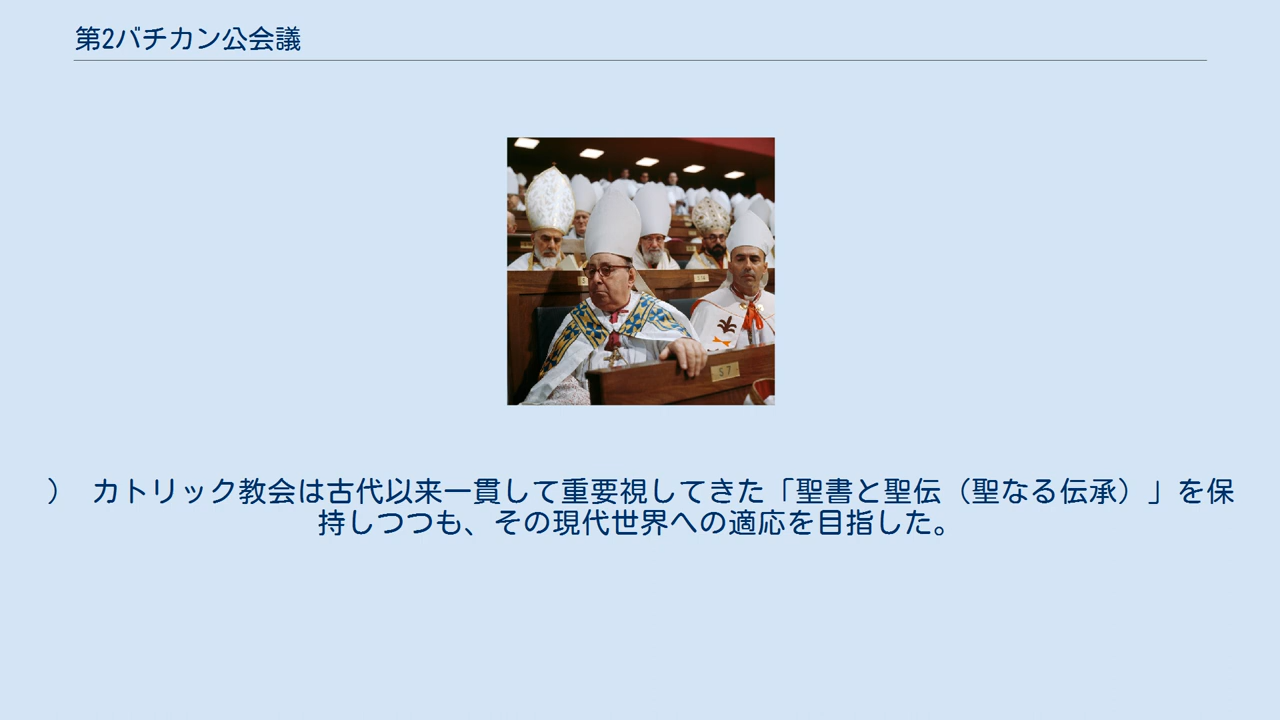 第2バチカン公会議
S 7
） カトリック教会は古代以来一貫して重要視してきた「聖書と聖伝（聖なる伝承）」を保
持しつつも、その現代世界への適応を目指した。